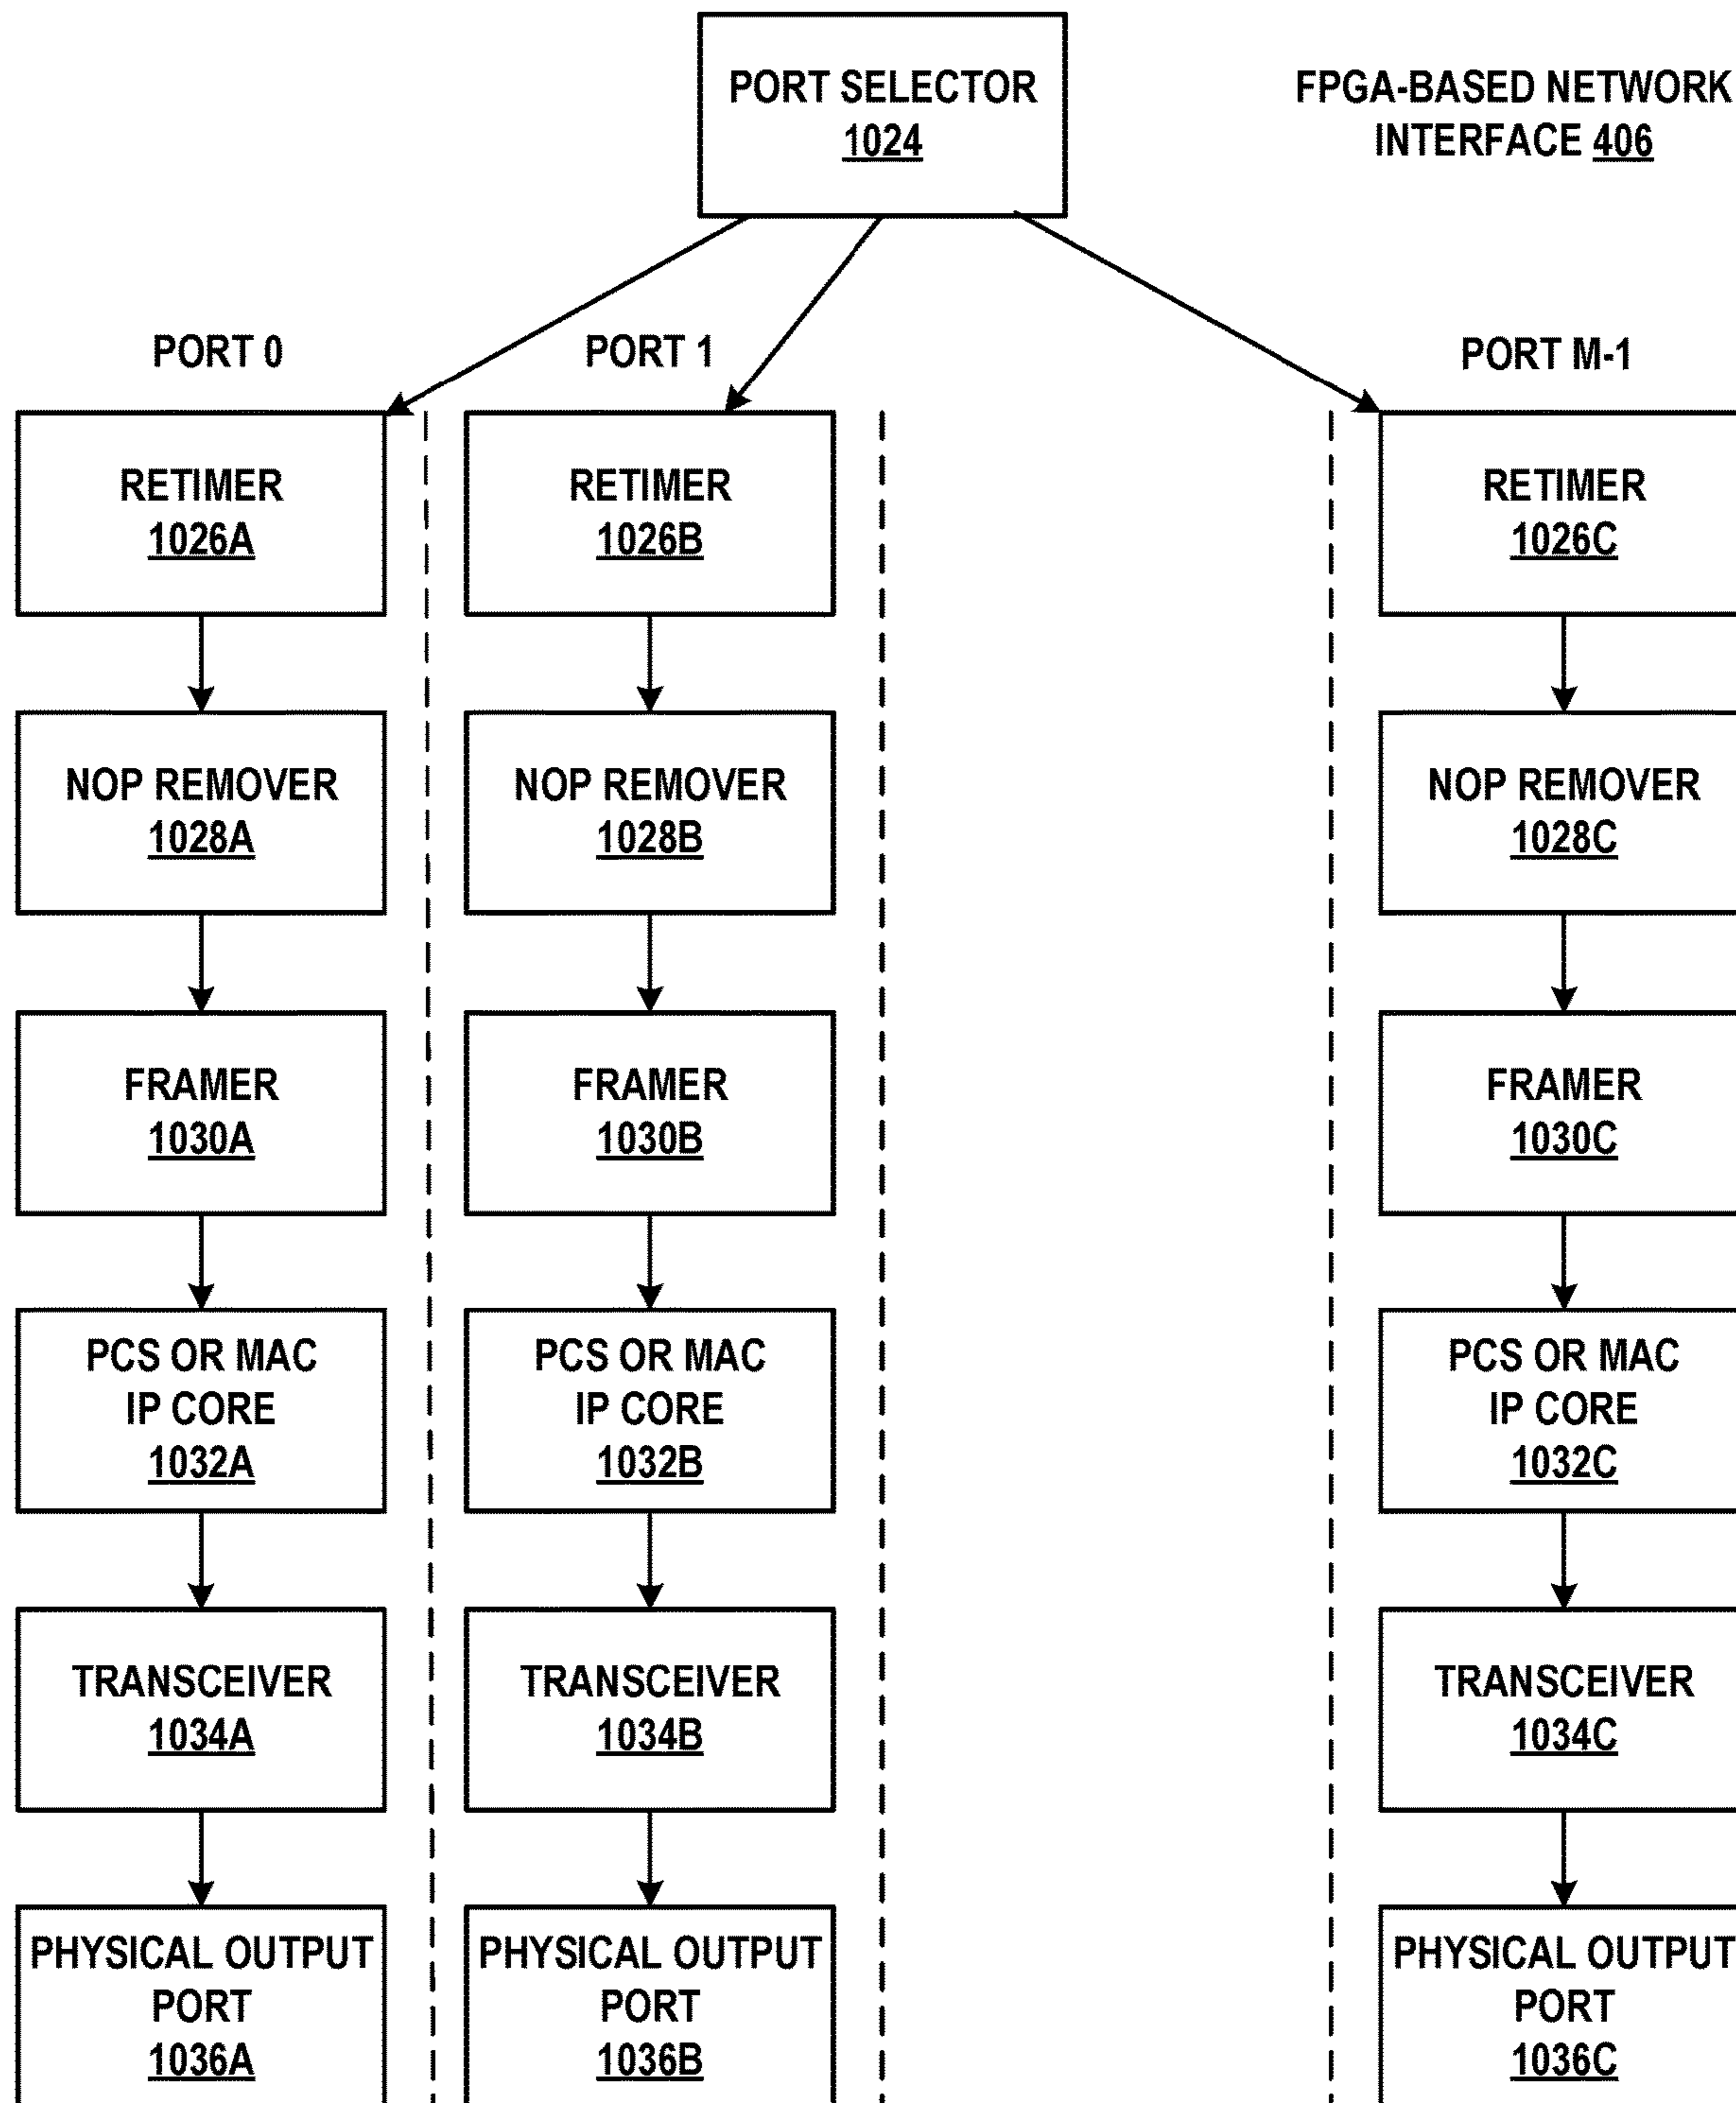 PORT SELECTOR
1024
FPGA-BASED NETWORK
INTERFACE 406
PORT 0
PORT 1
PORT M-1
RETIMER
1026A
RETIMER
1026B
RETIMER
1026C
NOP REMOVER
1028A
NOP REMOVER
1028B
NOP REMOVER
1028C
FRAMER
1030A
FRAMER
1030B
FRAMER
1030C
PCS OR MAC
IP CORE
1032A
PCS OR MAC
IP CORE
1032B
PCS OR MAC
IP CORE
1032C
TRANSCEIVER
1034A
TRANSCEIVER
1034B
TRANSCEIVER
1034C
PHYSICAL OUTPUT
PORT
1036A
PHYSICAL OUTPUT
PORT
1036B
PHYSICAL OUTPUT
PORT
1036C